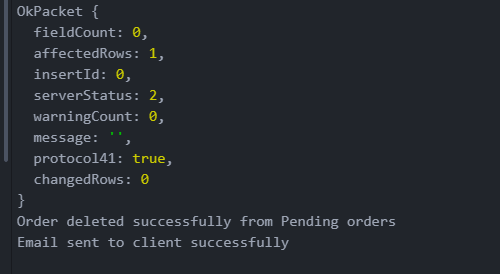 OkPacket {
  fieldCount: 0,
  affectedRows: 1,
  insertId: 0,
  serverStatus: 2,
  warningCount: 0,
  message: '',
  protocol41: true,
  changedRows: 0
}
Order deleted successfully from Pending orders
Email sent to client successfully